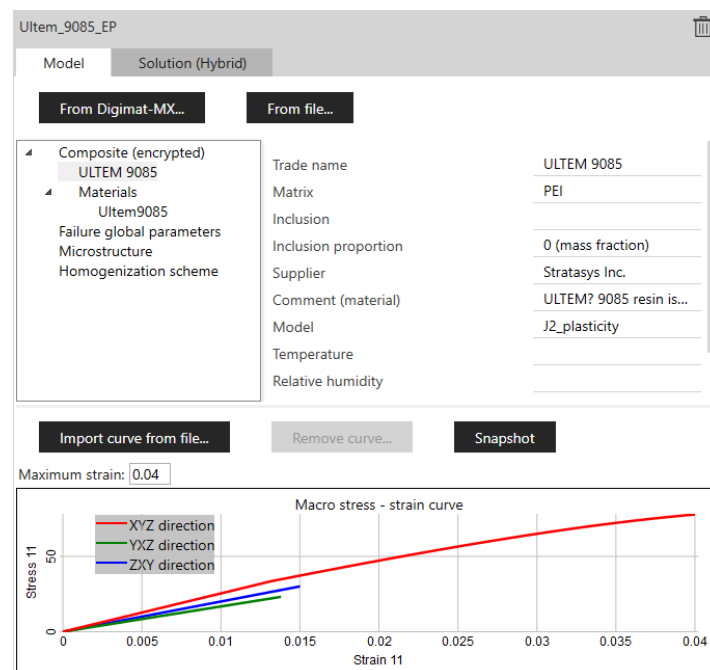 Ultem_9085_EP
Model Solution (Hybrid)
From Digimat-MX... From file...
Composite (encrypted)
ULTEM 9085
Materials
Ultem9085
Failure global parameters
Microstructure
Homogenization scheme
Trade name ULTEM 9085
Matrix PEI
Inclusion
Inclusion proportion 0 (mass fraction)
Supplier Stratasys Inc.
Comment (material) ULTEM? 9085 resin is...
Model J2_plasticity
Temperature
Relative humidity
Import curve from file... Remove curve... Snapshot
Maximum strain: 0.04
Macro stress - strain curve
XYZ direction
YXZ direction
ZXY direction
Stress 11
50
0
0 0.005 0.01 0.015 0.02 0.025 0.03 0.035 0.04
Strain 11